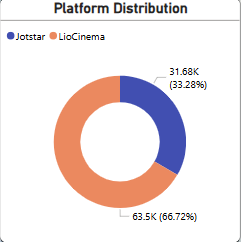 Platform Distribution
Jotstar LioCinema
31.68K
(33.28%)
63.5K (66.72%)